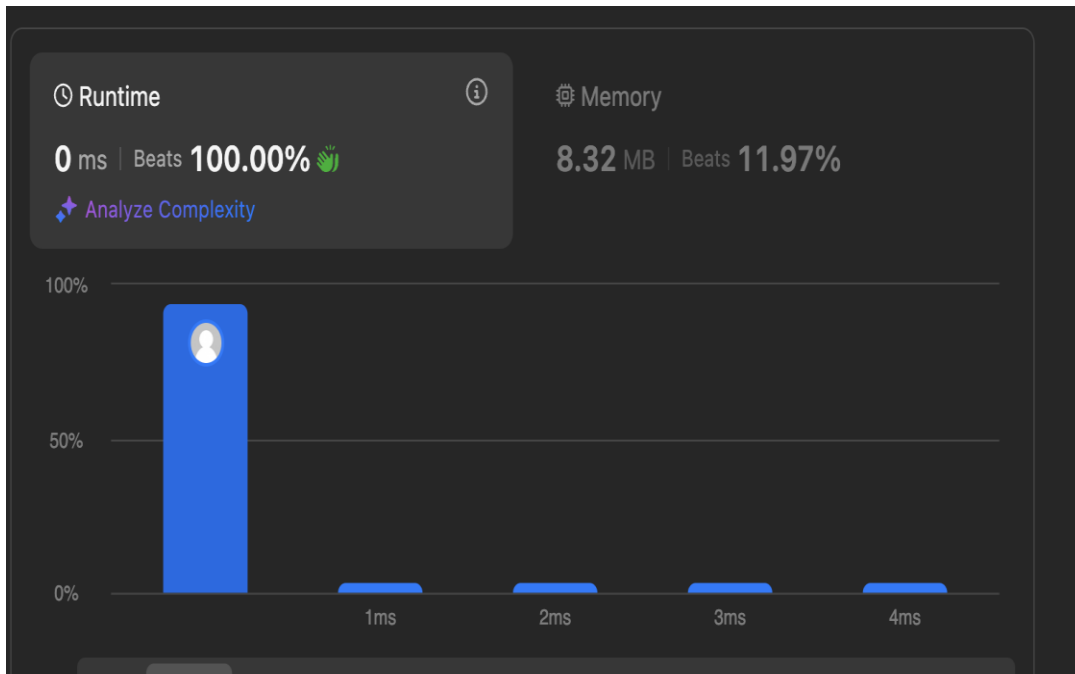 Runtime
0 ms | Beats 100.00%
Analyze Complexity
Memory
8.32 MB | Beats 11.97%
100%
50%
0%
1ms 2ms 3ms 4ms